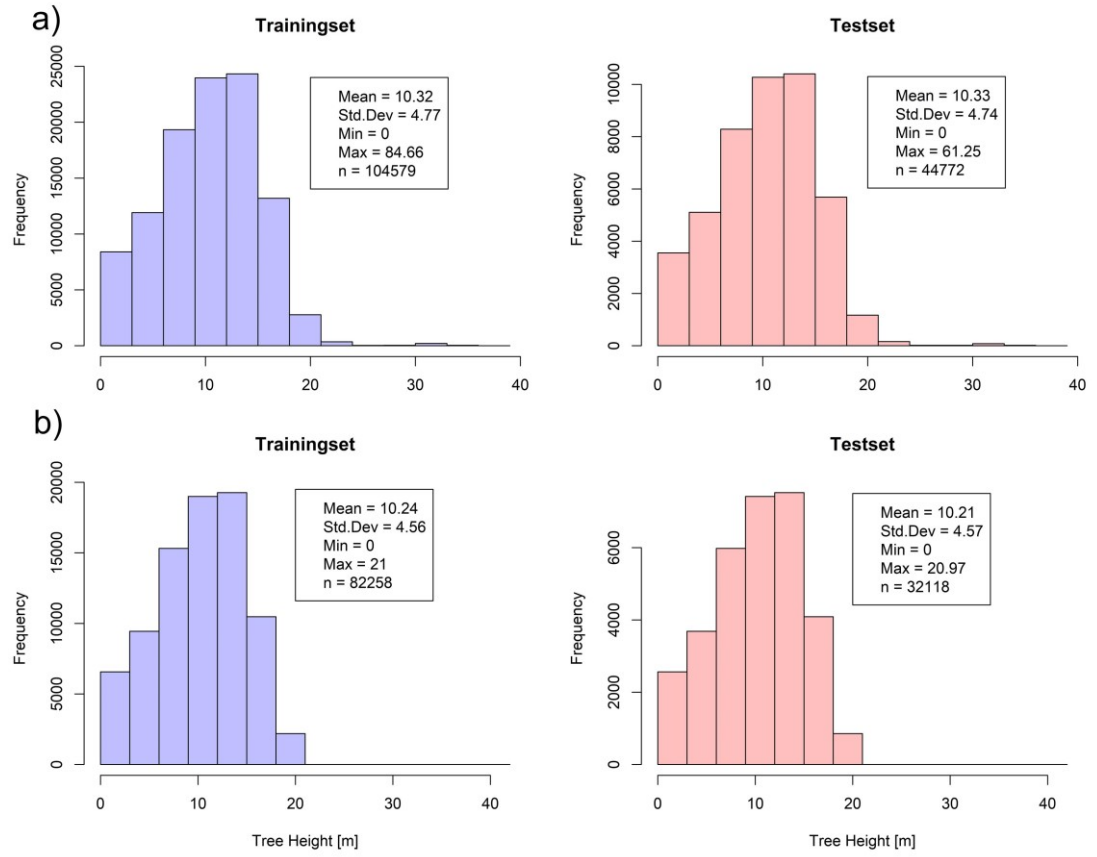 a)
Trainingset
Mean = 10.32
Std.Dev = 4.77
Min = 0
Max = 84.66
n = 104579
Frequency
0
5000
10000
15000
20000
25000
0 10 20 30 40
Testset
Mean = 10.33
Std.Dev = 4.74
Min = 0
Max = 61.25
n = 44772
Frequency
0
2000
4000
6000
8000
10000
0 10 20 30 40
b)
Trainingset
Mean = 10.24
Std.Dev = 4.56
Min = 0
Max = 21
n = 82258
Frequency
0
5000
10000
15000
20000
0 10 20 30 40
Tree Height [m]
Testset
Mean = 10.21
Std.Dev = 4.57
Min = 0
Max = 20.97
n = 32118
Frequency
0
2000
4000
6000
0 10 20 30 40
Tree Height [m]